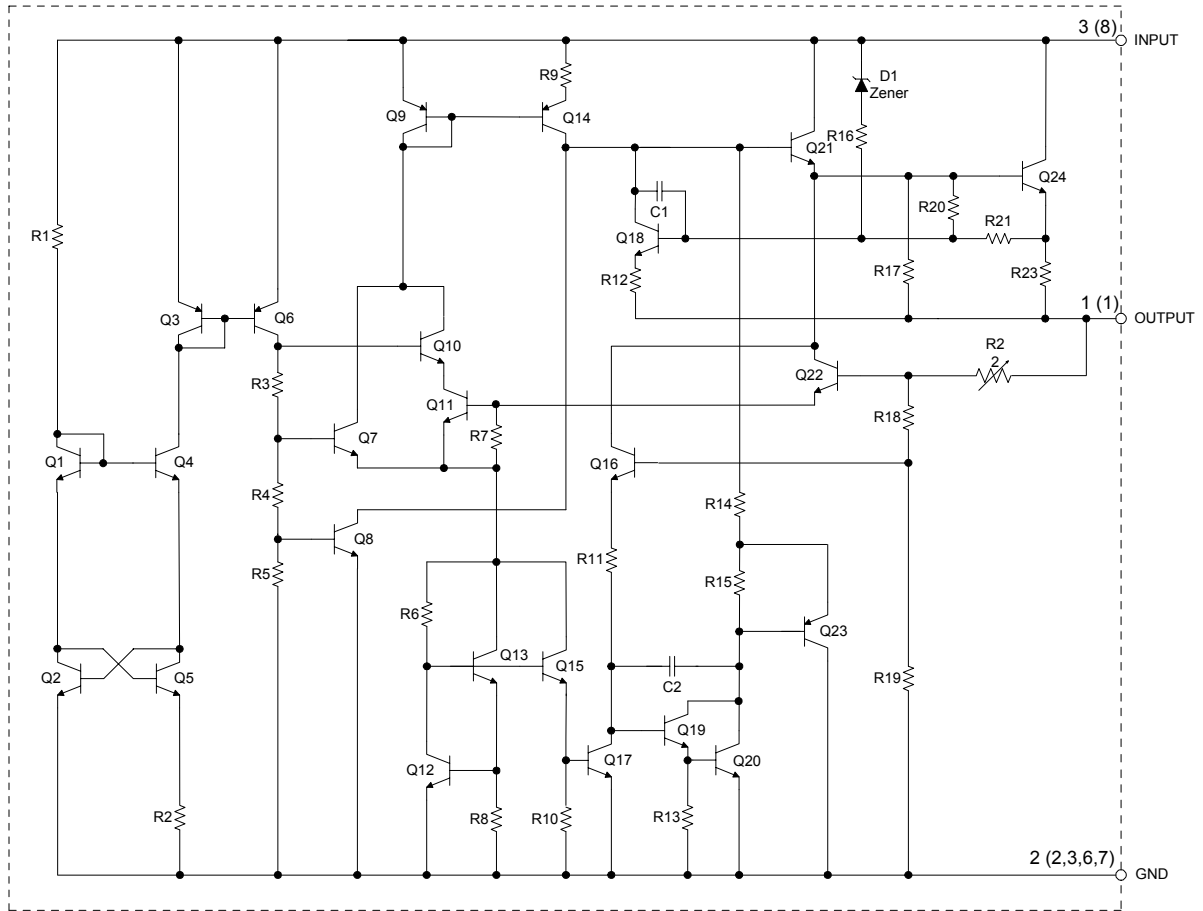 3 (8)
INPUT
R9
D1
Zener
Q9
Q14
R16
Q21
Q24
C1
R20
R21
R1
Q18
R12
R17
R23
1 (1)
OUTPUT
Q3
Q6
R2
2
Q10
Q22
R3
Q11
R7
R18
Q7
Q1
Q4
Q16
R4
R14
Q8
R11
R5
R15
R6
Q23
Q13
Q15
Q2
Q5
C2
R19
Q19
Q12
Q17
Q20
R2
R8
R10
R13
2 (2,3,6,7)
GND